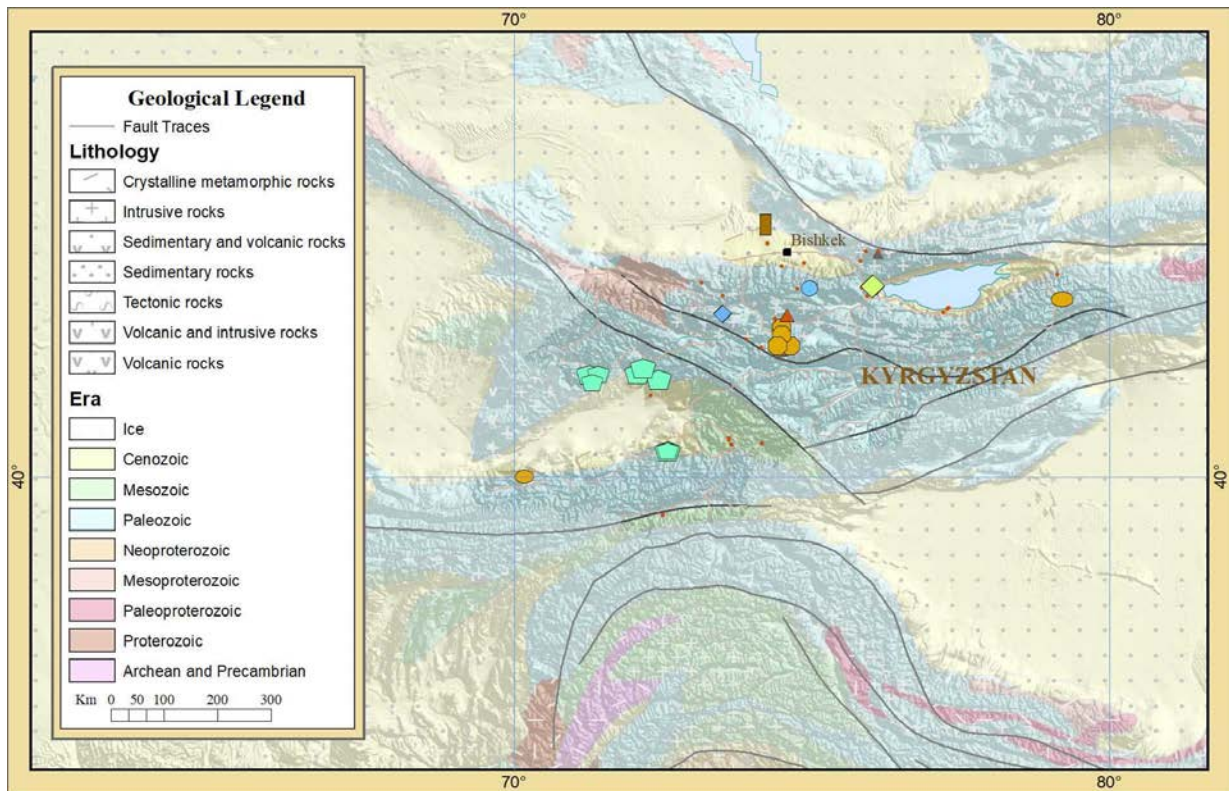 70°
80°
Geological Legend
Fault Traces
Lithology
Crystalline metamorphic rocks
Intrusive rocks
Sedimentary and volcanic rocks
Sedimentary rocks
Tectonic rocks
Volcanic and intrusive rocks
Volcanic rocks
Era
Ice
Cenozoic
Mesozoic
Paleozoic
Neoproterozoic
Mesoproterozoic
Paleoproterozoic
Proterozoic
Archean and Precambrian
Km 0 50 100 200 300
Bishkek
KYRGYZSTAN
40°
40°
70°
80°